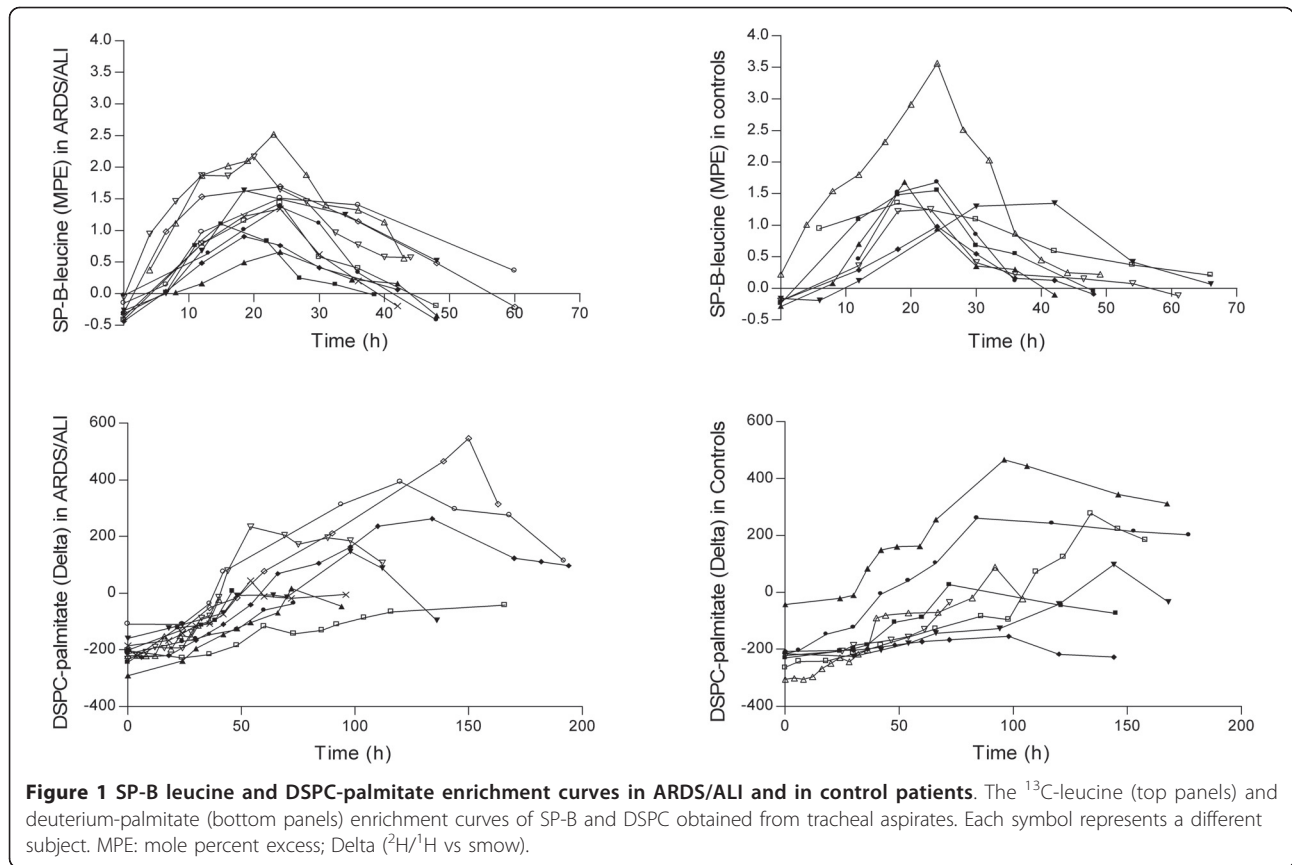 SP-B-leucine (MPE) in ARDS/ALI
4.0
3.5
3.0
2.5
2.0
1.5
1.0
0.5
0.0
-0.5
0 10 20 30 40 50 60 70
Time (h)
SP-B-leucine (MPE) in controls
4.0
3.5
3.0
2.5
2.0
1.5
1.0
0.5
0.0
-0.5
10 20 30 40 50 60 70
Time (h)
DSPC-palmitate (Delta) in ARDS/ALI
600
400
200
0
-200
-400
0 50 100 150 200
Time (h)
DSPC-palmitate (Delta) in Controls
600
400
200
0
-200
-400
0 50 100 150 200
Time (h)
Figure 1 SP-B leucine and DSPC-palmitate enrichment curves in ARDS/ALI and in control patients. The ¹³C-leucine (top panels) and
deuterium-palmitate (bottom panels) enrichment curves of SP-B and DSPC obtained from tracheal aspirates. Each symbol represents a different
subject. MPE: mole percent excess; Delta (²H/¹H vs smow).